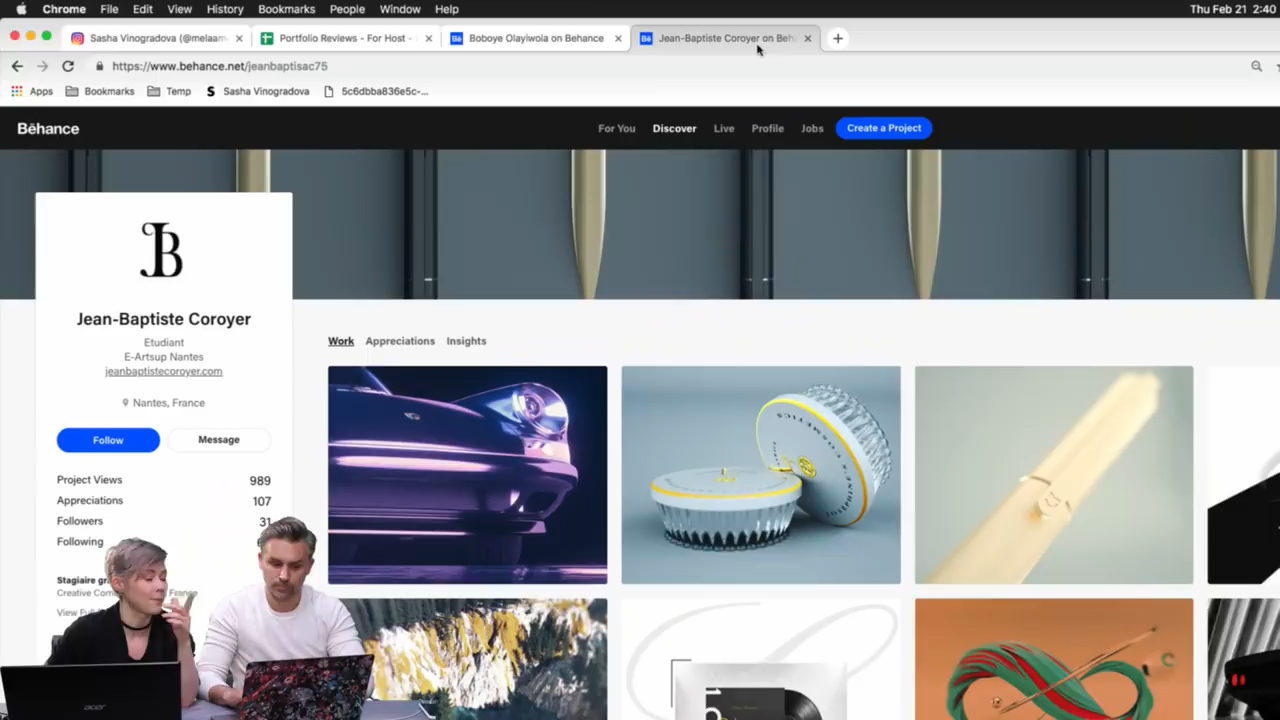 Chrome File Edit View History Bookmarks People Window Help Thu Feb 21 2:40
Sasha Vinogradova (@melaam Portfolio Reviews - For Host - Boboye Olayiwola on Behance Jean-Baptiste Coroyer on Beh
https://www.behance.net/jeanbaptisac75
Apps Bookmarks Temp S Sasha Vinogradova 5c6dbba836e5c-...
Bēhance For You Discover Live Profile Jobs Create a Project
JB
Jean-Baptiste Coroyer
Etudiant
E-Artsup Nantes
jeanbaptistecoroyer.com
Nantes, France
Follow Message
Project Views 989
Appreciations 107
Followers 31
Following
Stagiaire gr
Creative Com France
View Full
Work Appreciations Insights
acer